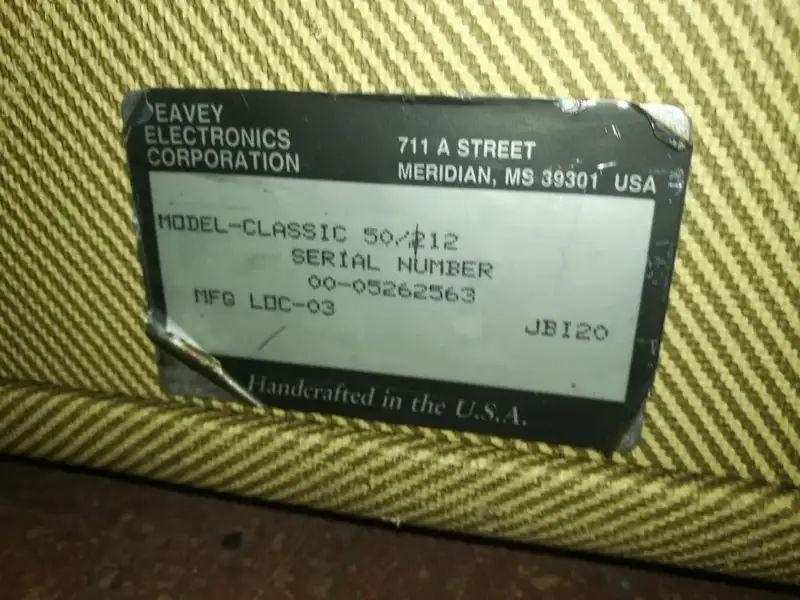 EAVEY
ELECTRONICS
CORPORATION
711 A STREET
MERIDIAN, MS 39301 USA
MODEL-CLASSIC 50/212
SERIAL NUMBER
00-05262563
MFG LOC-03
JBI20
Handcrafted in the U.S.A.